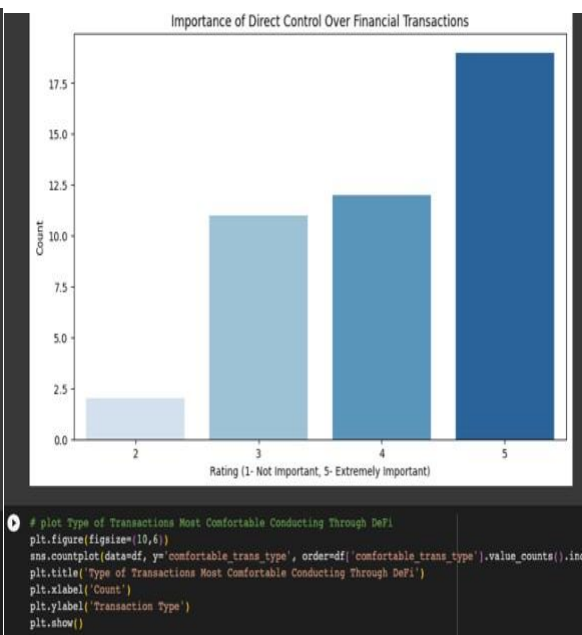 Importance of Direct Control Over Financial Transactions
17.5
15.0
12.5
10.0
7.5
5.0
2.5
0.0
Count
2 3 4 5
Rating (1- Not Important, 5- Extremely Important)
# plot Type of Transactions Most Comfortable Conducting Through DeFi
plt.figure(figsize=(10,6))
sns.countplot(data=df, y='comfortable_trans_type', order=df['comfortable_trans_type'].value_counts().ind
plt.title('Type of Transactions Most Comfortable Conducting Through DeFi')
plt.xlabel('Count')
plt.ylabel('Transaction Type')
plt.show()